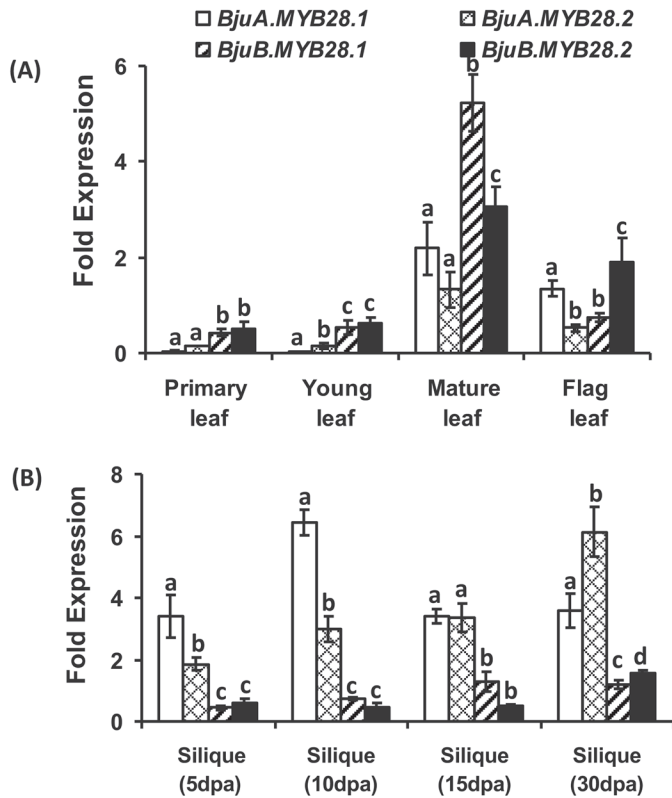 BjuA.MYB28.1 BjuA.MYB28.2
BjuB.MYB28.1 BjuB.MYB28.2
(A)
Fold Expression
6
4
2
0
a a b b a b c c a a b c a b b c
Primary leaf
Young leaf
Mature leaf
Flag leaf
(B)
Fold Expression
8
6
4
2
0
a b c c a b c c a a b b a b c d
Silique (5dpa)
Silique (10dpa)
Silique (15dpa)
Silique (30dpa)